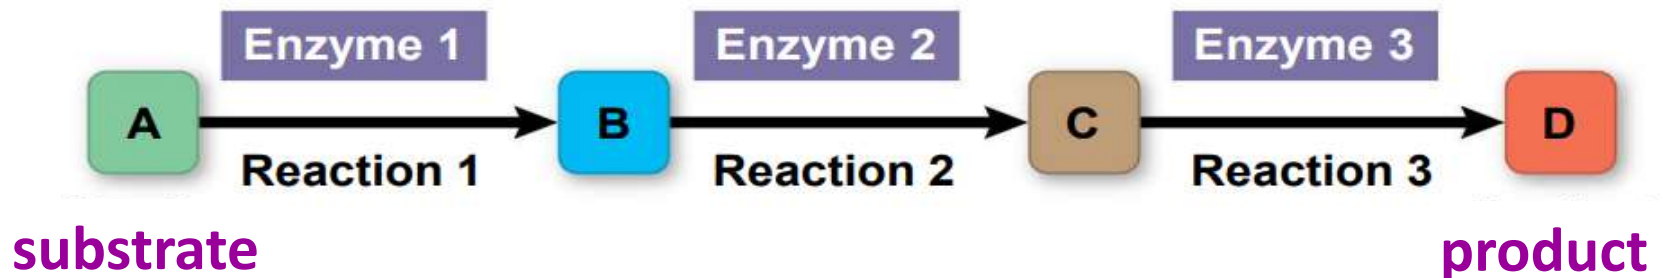 Enzyme 1 Enzyme 2 Enzyme 3
A B C D
Reaction 1 Reaction 2 Reaction 3
substrate product